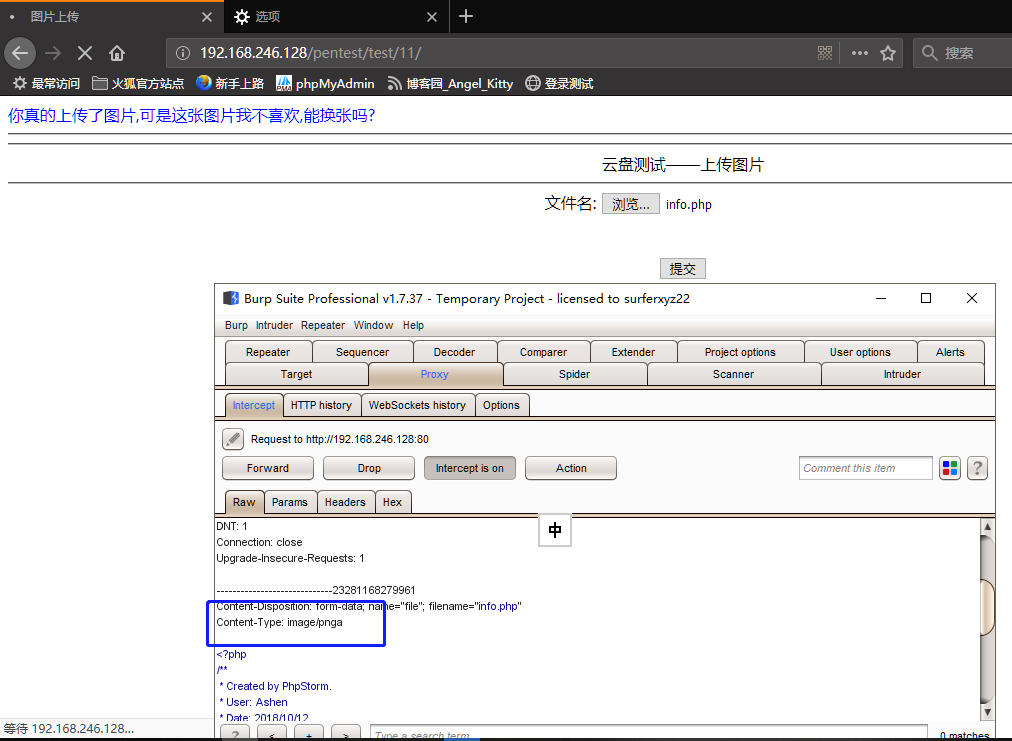 图片上传
选项
192.168.246.128/pentest/test/11/
搜索
最常访问 火狐官方站点 新手上路 phpMyAdmin 博客园_Angel_Kitty 登录测试
你真的上传了图片,可是这张图片我不喜欢,能换张吗?
云盘测试——上传图片
文件名: 浏览... info.php
提交
Burp Suite Professional v1.7.37 - Temporary Project - licensed to surferxyz22
Burp Intruder Repeater Window Help
Repeater Sequencer Decoder Comparer Extender Project options User options Alerts
Target Proxy Spider Scanner Intruder
Intercept HTTP history WebSockets history Options
Request to http://192.168.246.128:80
Forward Drop Intercept is on Action Comment this item ?
Raw Params Headers Hex
中
DNT: 1
Connection: close
Upgrade-Insecure-Requests: 1
-----------------------------23281168279961
Content-Disposition: form-data; name="file"; filename="info.php"
Content-Type: image/pnga
<?php
/**
* Created by PhpStorm.
* User: Ashen
* Date: 2018/10/12
等待 192.168.246.128...
? < + > Type a search term 0 matches